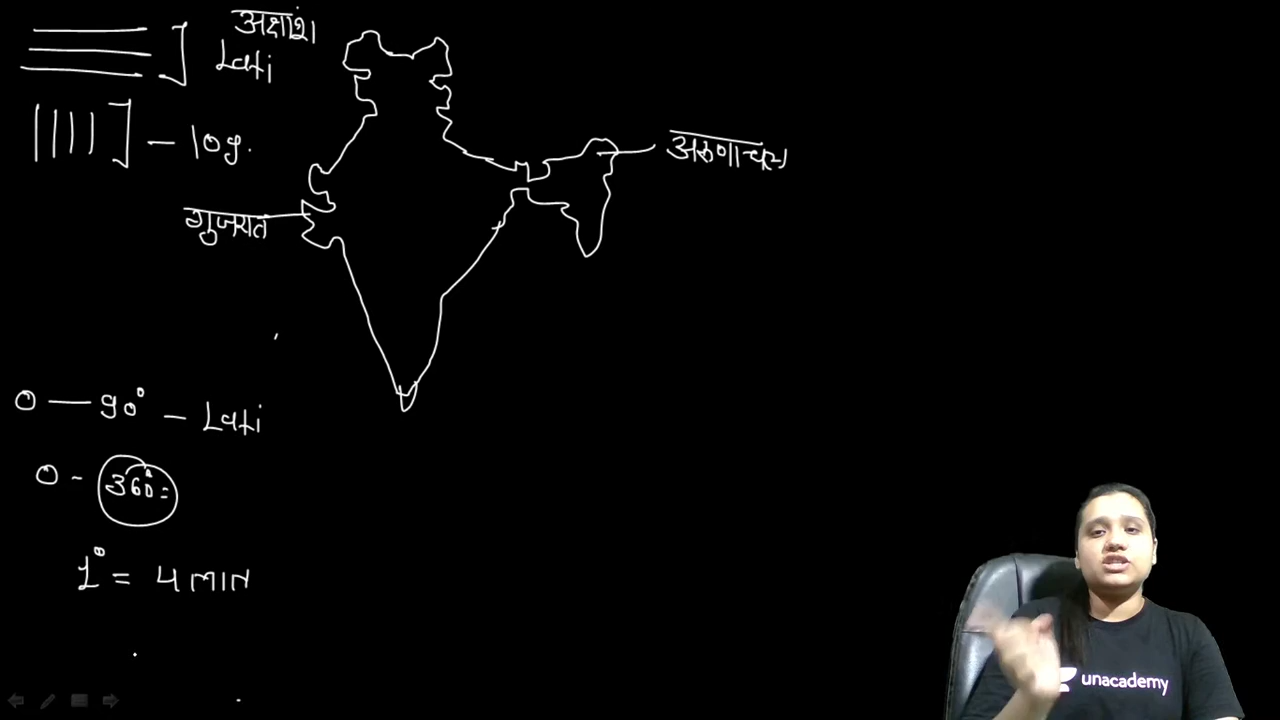 अक्षांश
Lati
— log.
अरुणाचल
गुजरात
0 — 90° — Lati
0 - 360° =
1° = 4 min
unacademy